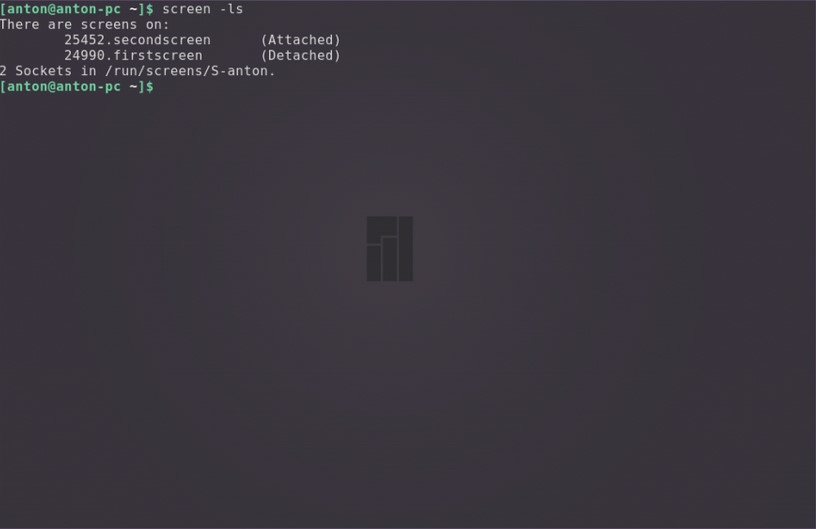 [anton@anton-pc ~]$ screen -ls
There are screens on:
        25452.secondscreen      (Attached)
        24990.firstscreen       (Detached)
2 Sockets in /run/screens/S-anton.
[anton@anton-pc ~]$